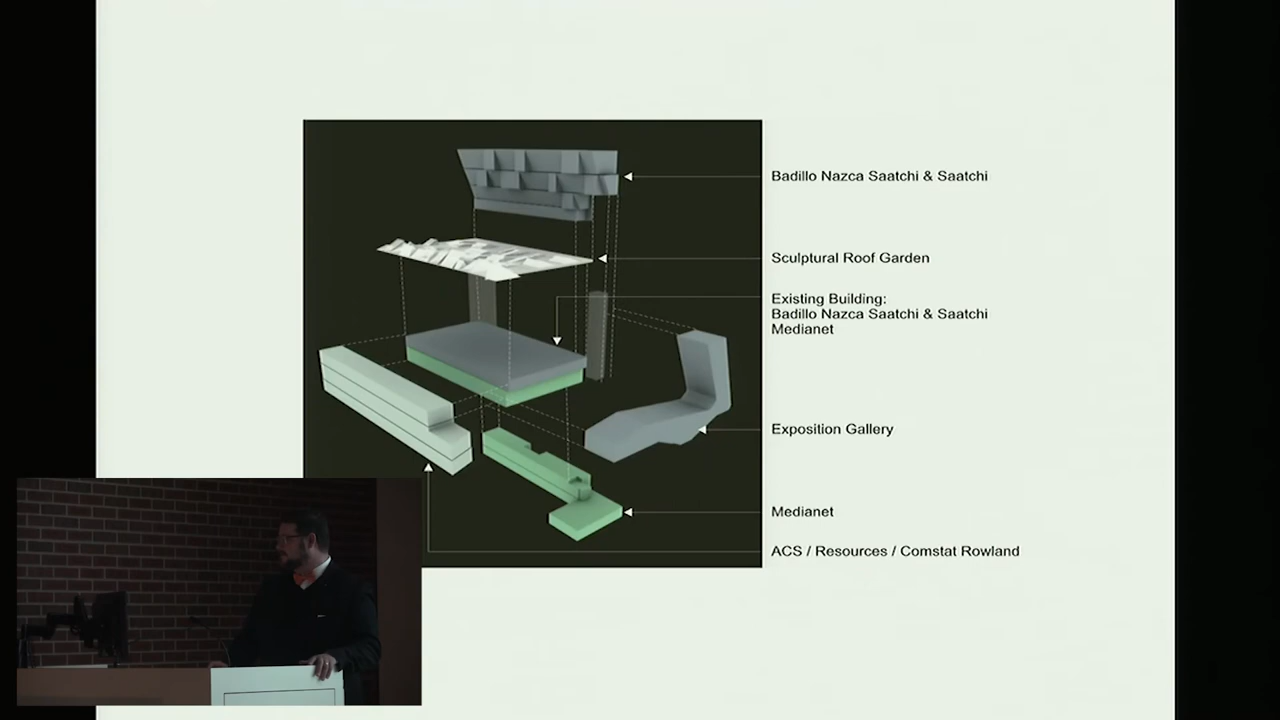 Badillo Nazca Saatchi & Saatchi
Sculptural Roof Garden
Existing Building:
Badillo Nazca Saatchi & Saatchi
Medianet
Exposition Gallery
Medianet
ACS / Resources / Comstat Rowland